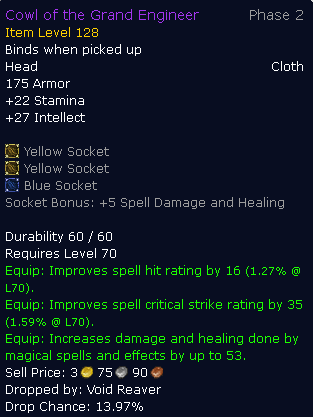 Cowl of the Grand Engineer Phase 2
Item Level 128
Binds when picked up
Head Cloth
175 Armor
+22 Stamina
+27 Intellect
Yellow Socket
Yellow Socket
Blue Socket
Socket Bonus: +5 Spell Damage and Healing
Durability 60 / 60
Requires Level 70
Equip: Improves spell hit rating by 16 (1.27% @
L70).
Equip: Improves spell critical strike rating by 35
(1.59% @ L70).
Equip: Increases damage and healing done by
magical spells and effects by up to 53.
Sell Price: 3 75 90
Dropped by: Void Reaver
Drop Chance: 13.97%